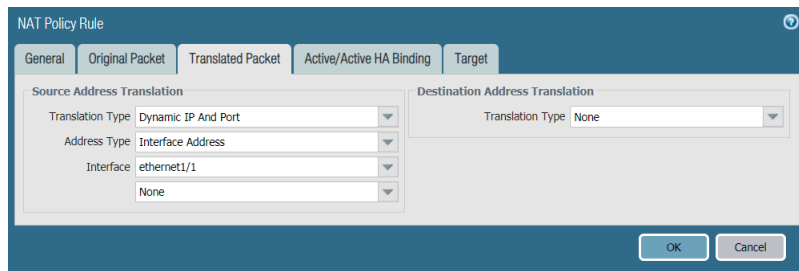 NAT Policy Rule
General Original Packet Translated Packet Active/Active HA Binding Target
Source Address Translation
Translation Type Dynamic IP And Port
Address Type Interface Address
Interface ethernet1/1
None
Destination Address Translation
Translation Type None
OK Cancel